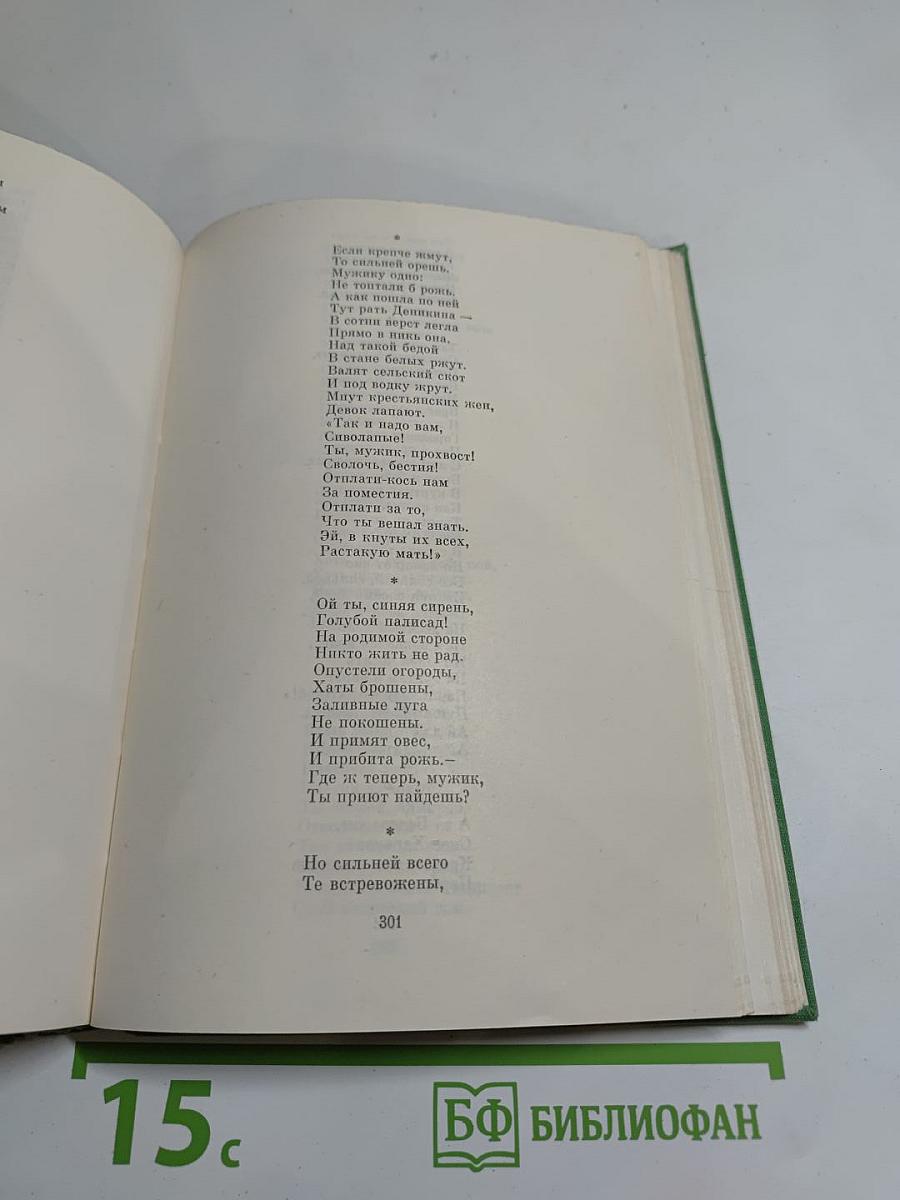 и
м
*
Если крепче жмут,
То сильней орешь.
Мужику одно:
Не топтали б рожь.
А как пошла по ней
Тут рать Деникина —
В сотни верст легла
Прямо в никь она.
Над такой бедой
В стане белых ржут.
Валят сельский скот
И под водку жрут.
Мнут крестьянских жен,
Девок лапают.
«Так и надо вам,
Сиволапые!
Ты, мужик, прохвост!
Сволочь, бестия!
Отплати-кось нам
За поместия.
Отплати за то,
Что ты вешал знать.
Эй, в кнуты их всех,
Растакую мать!»
*
Ой ты, синяя сирень,
Голубой палисад!
На родимой стороне
Никто жить не рад.
Опустели огороды,
Хаты брошены,
Заливные луга
Не покошены.
И примят овес,
И прибита рожь.—
Где ж теперь, мужик,
Ты приют найдешь?
*
Но сильней всего
Те встревожены,
301
15 с
БФ БИБЛИОФАН